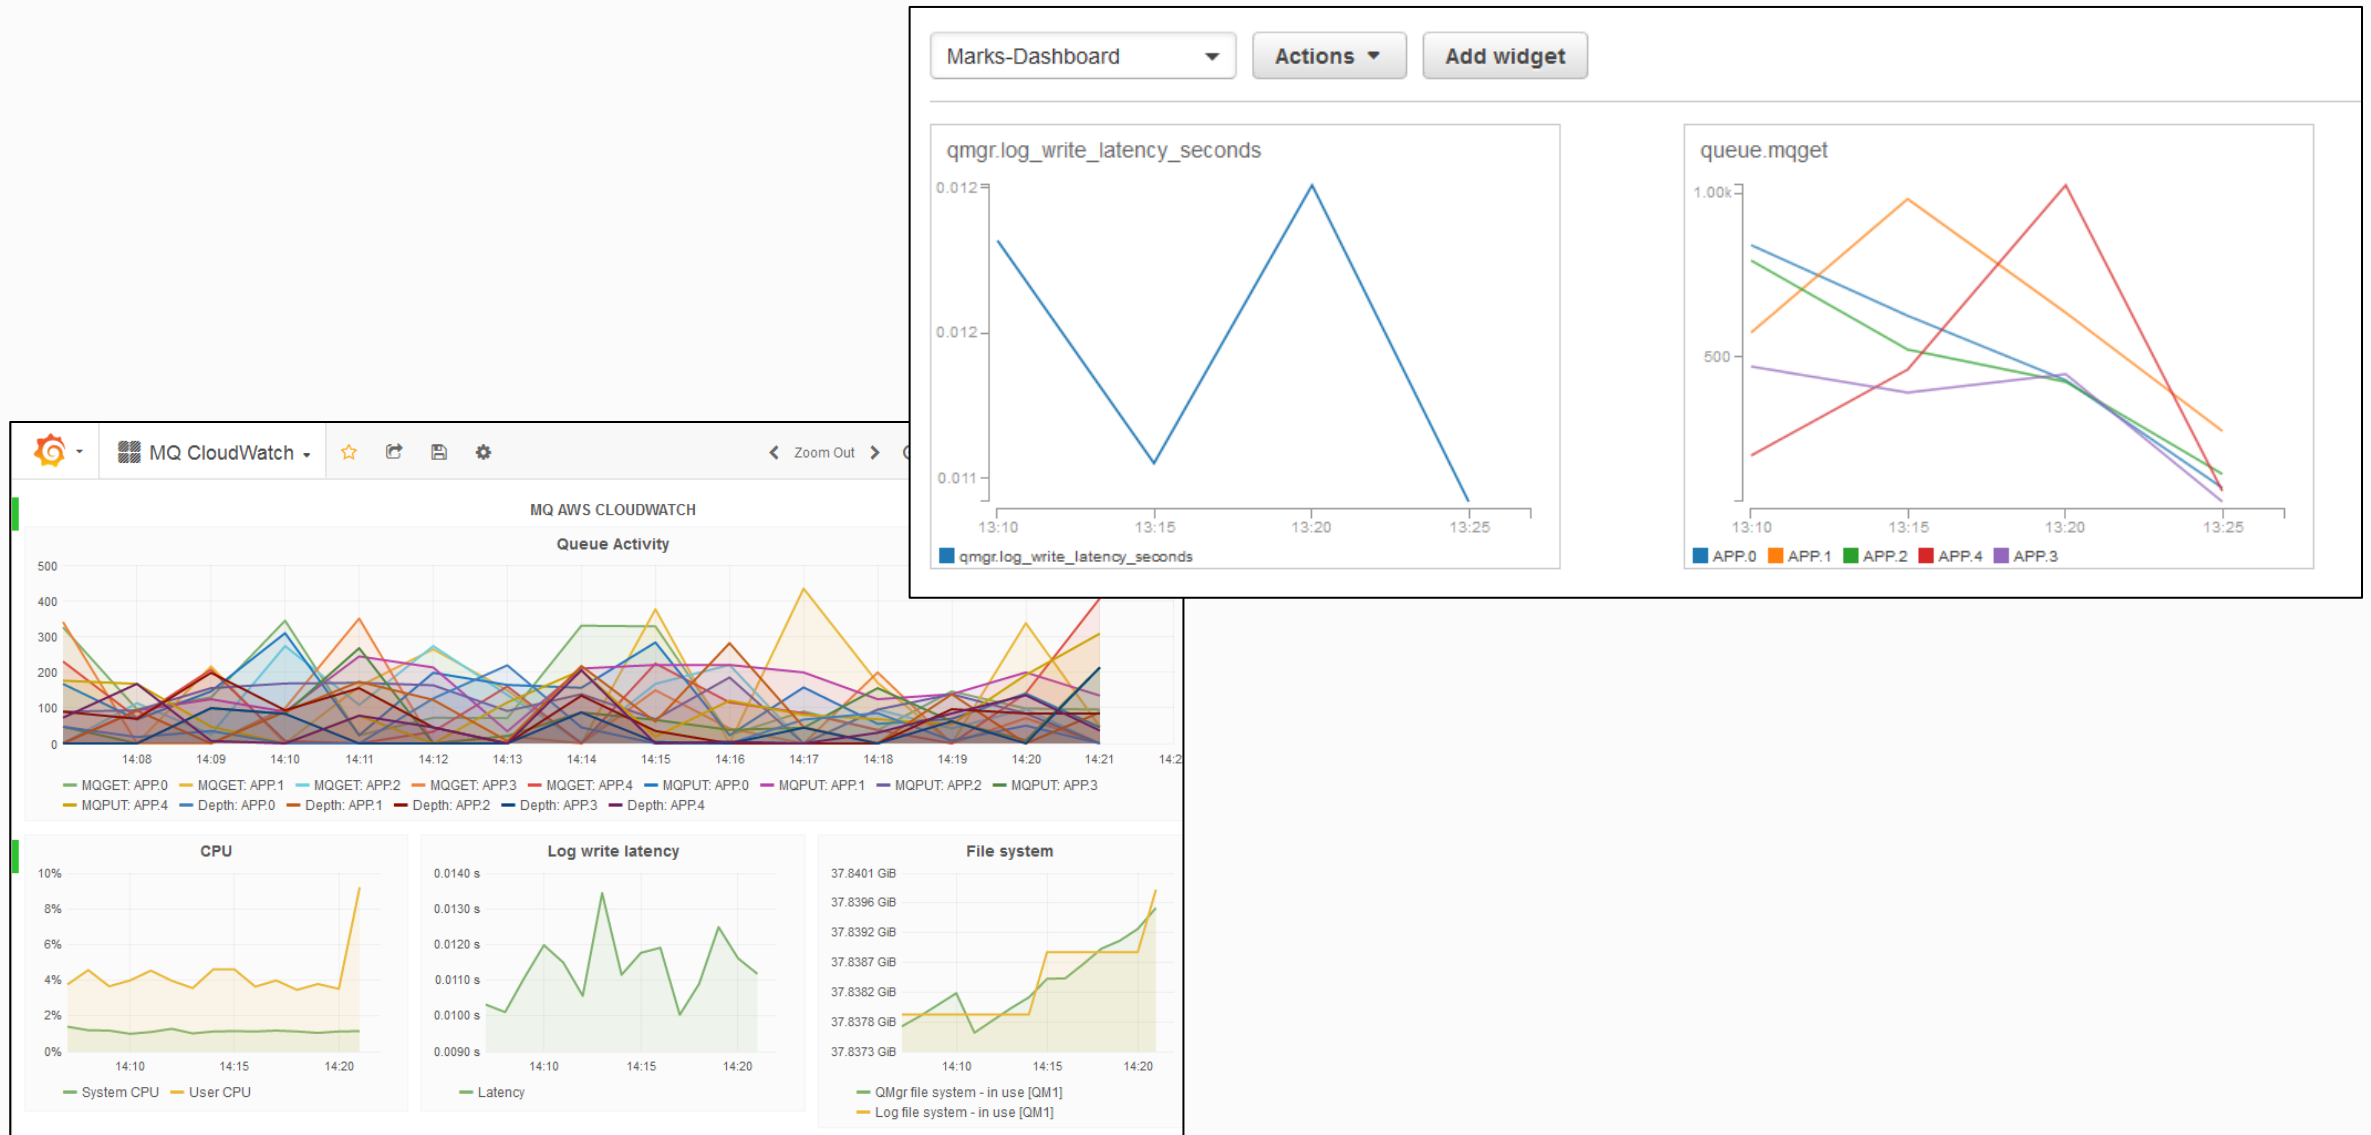 Marks-Dashboard Actions Add widget
qmgr.log_write_latency_seconds
0.012
0.012
0.011
13:10 13:15 13:20 13:25
qmgr.log_write_latency_seconds
queue.mqget
1.00k
500
13:10 13:15 13:20 13:25
APP.0 APP.1 APP.2 APP.4 APP.3
MQ CloudWatch Zoom Out
MQ AWS CLOUDWATCH
Queue Activity
500
400
300
200
100
0
14:08 14:09 14:10 14:11 14:12 14:13 14:14 14:15 14:16 14:17 14:18 14:19 14:20 14:21 14:2
MQGET: APP.0 MQGET: APP.1 MQGET: APP.2 MQGET: APP.3 MQGET: APP.4 MQPUT: APP.0 MQPUT: APP.1 MQPUT: APP.2 MQPUT: APP.3
MQPUT: APP.4 Depth: APP.0 Depth: APP.1 Depth: APP.2 Depth: APP.3 Depth: APP.4
CPU
10%
8%
6%
4%
2%
0%
14:10 14:15 14:20
System CPU User CPU
Log write latency
0.0140 s
0.0130 s
0.0120 s
0.0110 s
0.0100 s
0.0090 s
14:10 14:15 14:20
Latency
File system
37.8401 GiB
37.8396 GiB
37.8392 GiB
37.8387 GiB
37.8382 GiB
37.8378 GiB
37.8373 GiB
14:10 14:15 14:20
QMgr file system - in use [QM1]
Log file system - in use [QM1]